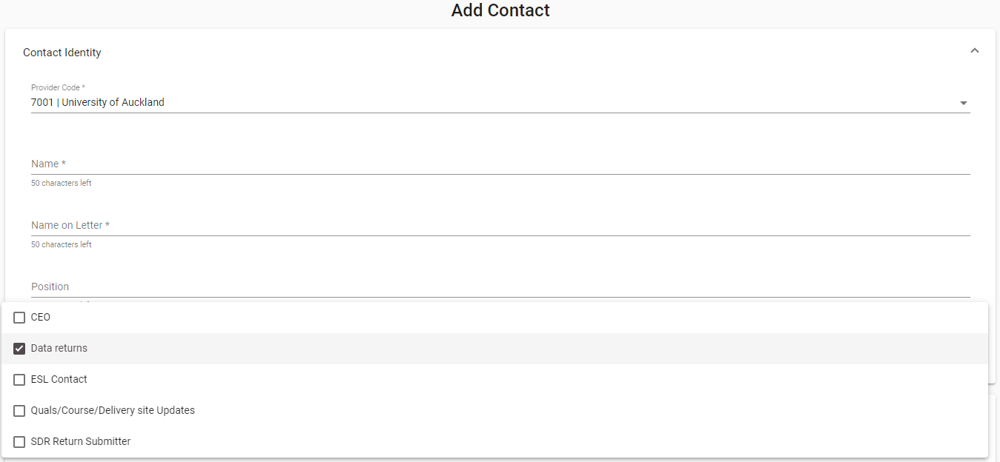 Add Contact
Contact Identity
Provider Code *
7001 | University of Auckland
Name *
50 characters left
Name on Letter *
50 characters left
Position
CEO
Data returns
ESL Contact
Quals/Course/Delivery site Updates
SDR Return Submitter